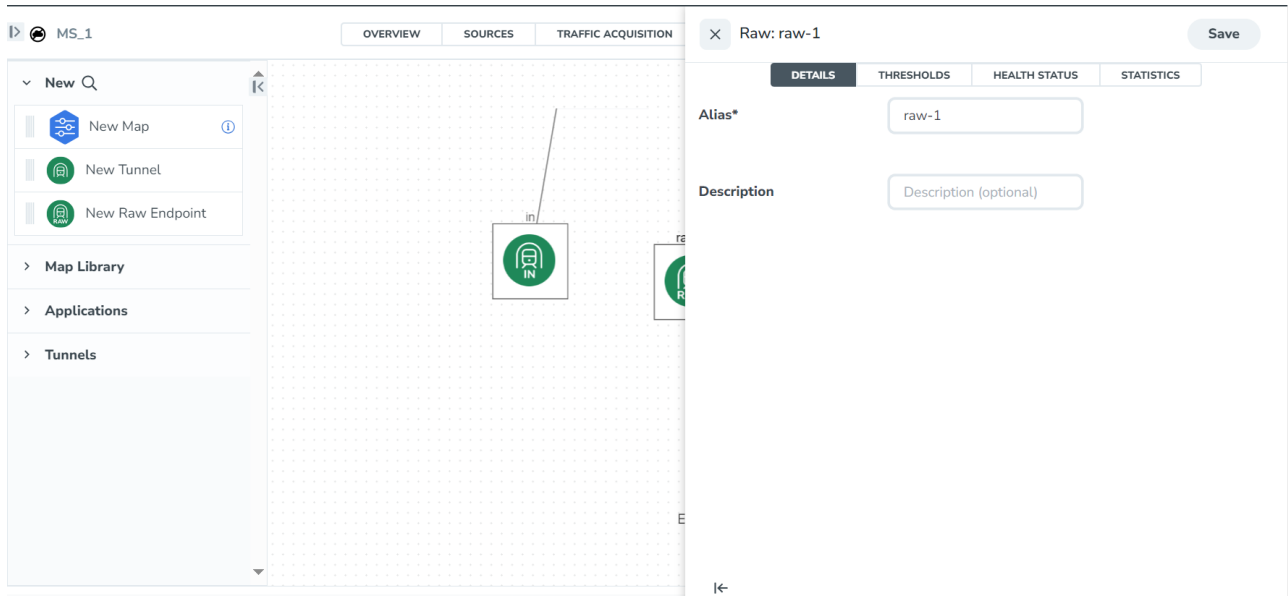 MS_1
OVERVIEW SOURCES TRAFFIC ACQUISITION
New
New Map
New Tunnel
RAW
New Raw Endpoint
Map Library
Applications
Tunnels
in
IN
Raw: raw-1
Save
DETAILS THRESHOLDS HEALTH STATUS STATISTICS
Alias*
raw-1
Description
Description (optional)